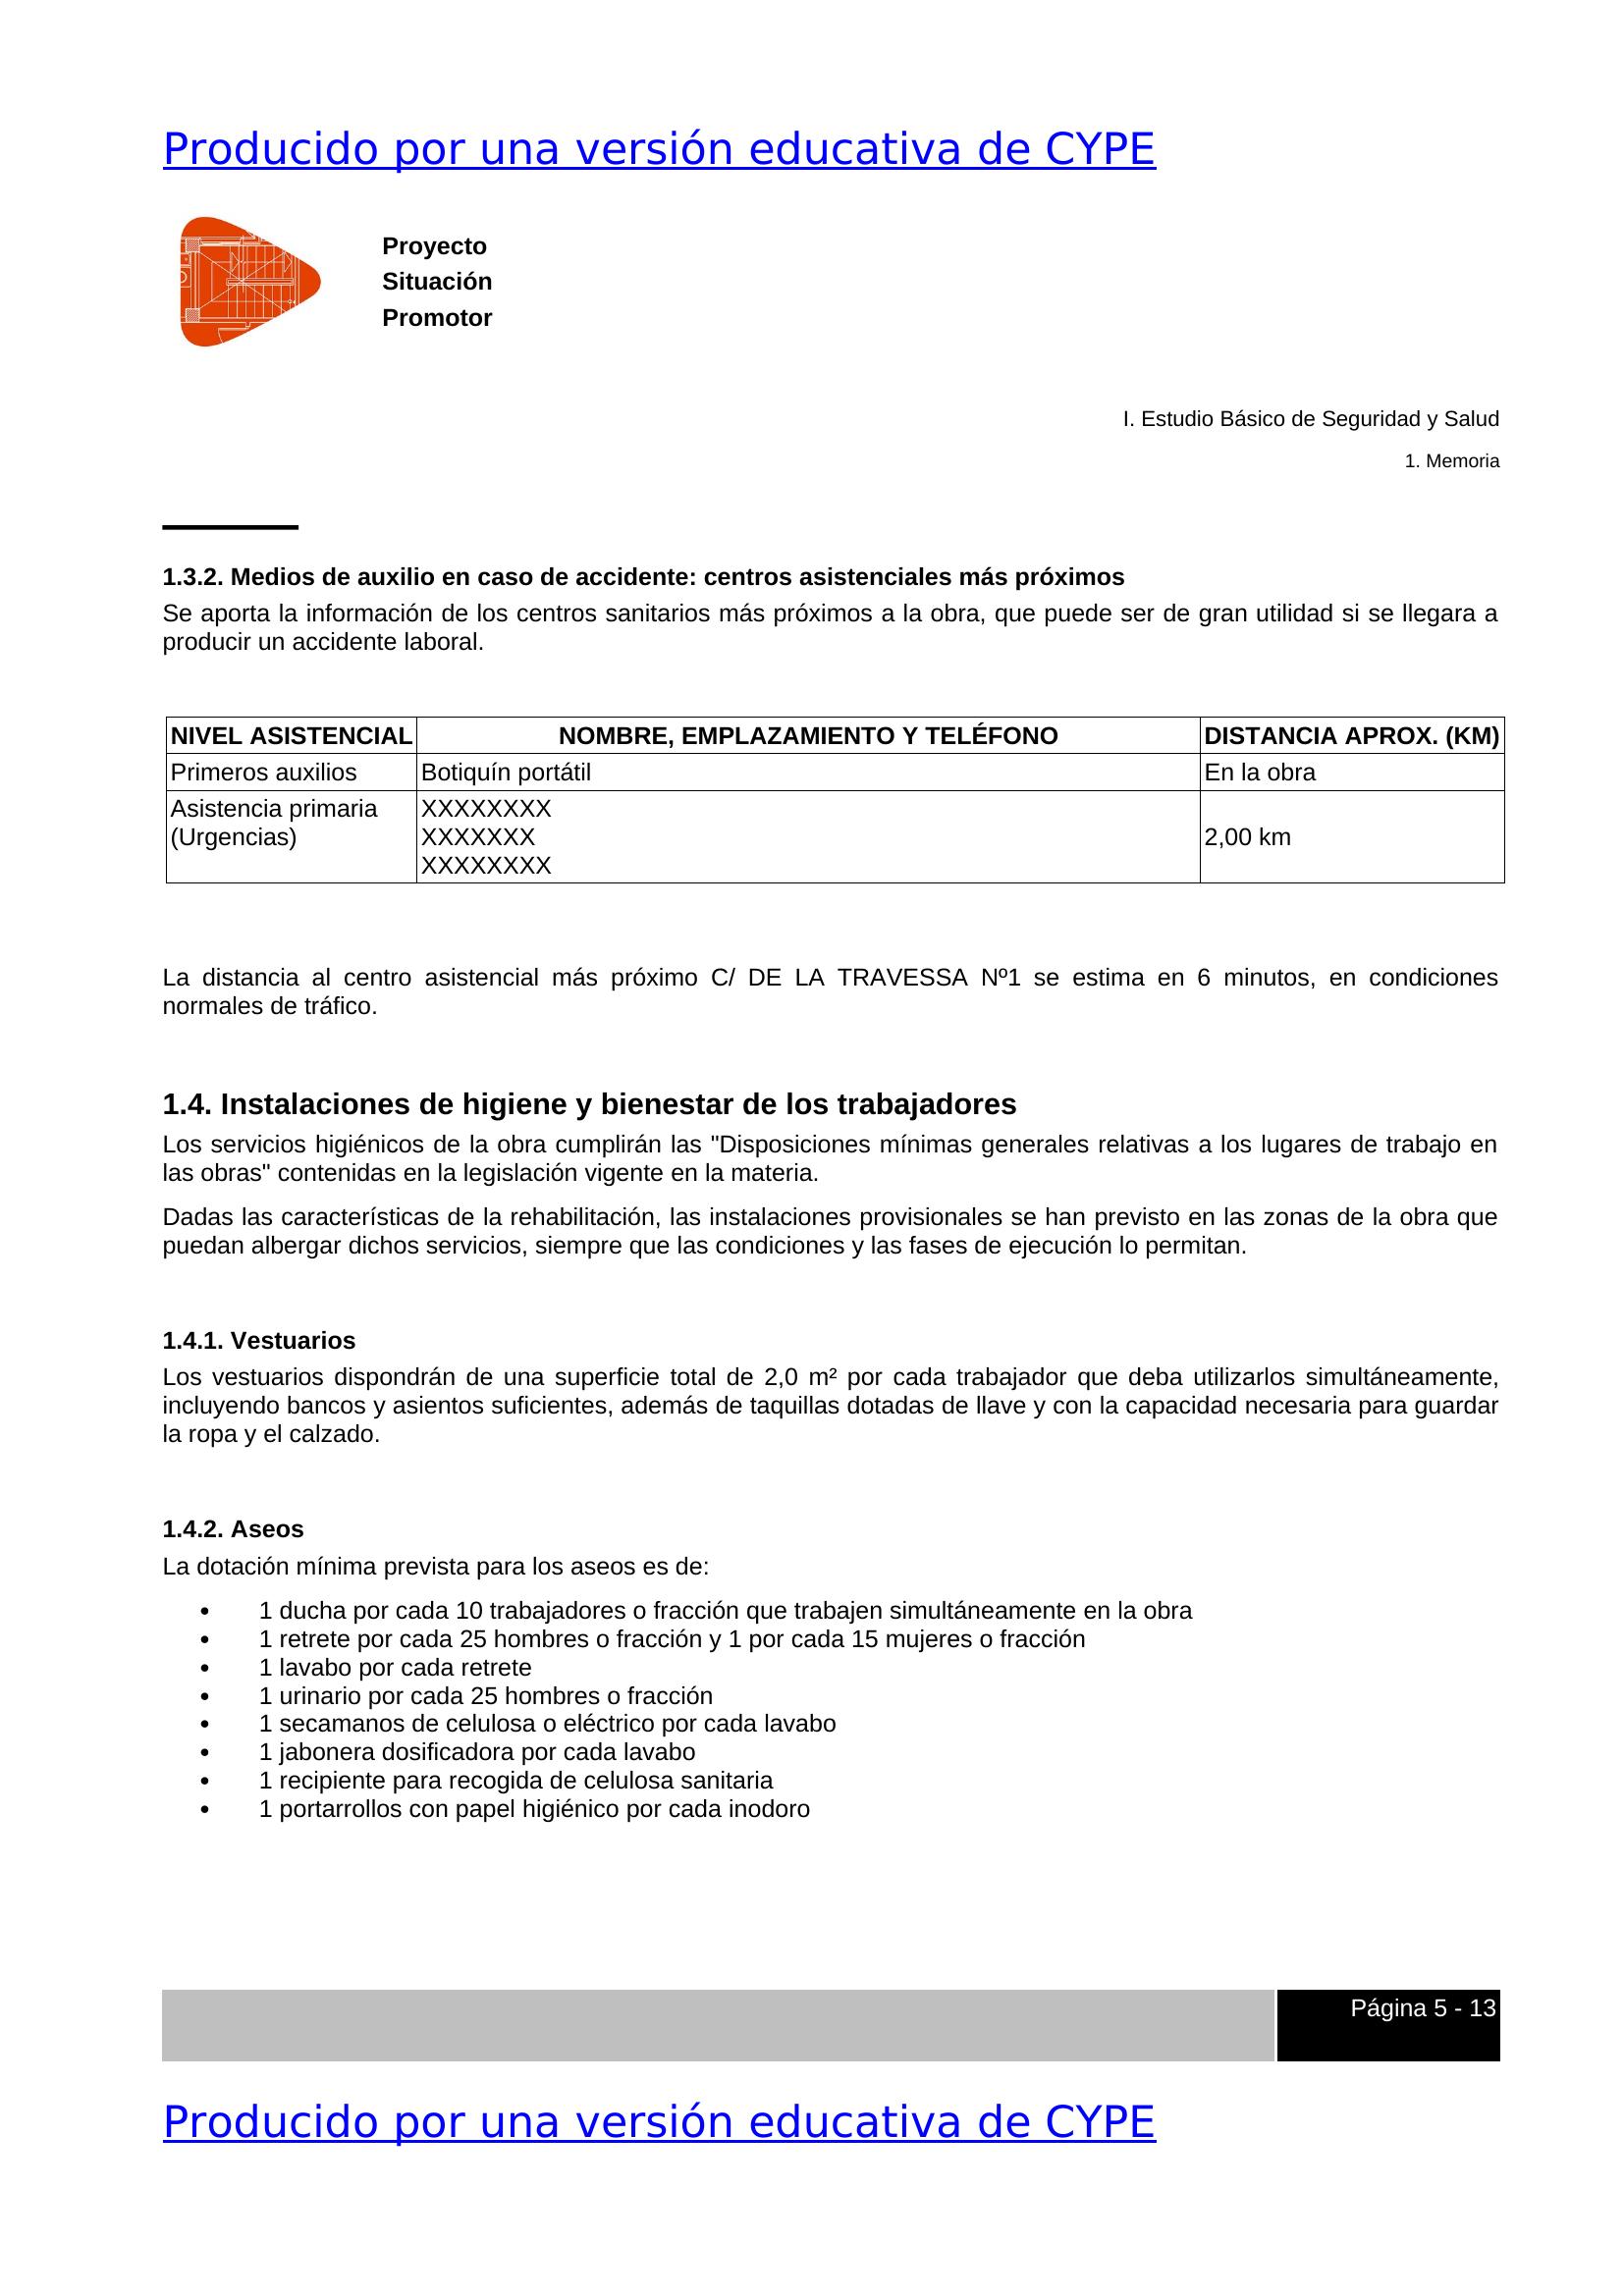 Producido por una versión educativa de CYPE
Proyecto
Situación
Promotor
I. Estudio Básico de Seguridad y Salud
1. Memoria
1.3.2. Medios de auxilio en caso de accidente: centros asistenciales más próximos
Se aporta la información de los centros sanitarios más próximos a la obra, que puede ser de gran utilidad si se llegara a
producir un accidente laboral.
NIVEL ASISTENCIAL NOMBRE, EMPLAZAMIENTO Y TELÉFONO DISTANCIA APROX. (KM)
Primeros auxilios Botiquín portátil En la obra
Asistencia primaria XXXXXXXX
(Urgencias) XXXXXXX 2,00 km
XXXXXXXX
La distancia al centro asistencial más próximo C/ DE LA TRAVESSA Nº1 se estima en 6 minutos, en condiciones
normales de tráfico.
1.4. Instalaciones de higiene y bienestar de los trabajadores
Los servicios higiénicos de la obra cumplirán las "Disposiciones mínimas generales relativas a los lugares de trabajo en
las obras" contenidas en la legislación vigente en la materia.
Dadas las características de la rehabilitación, las instalaciones provisionales se han previsto en las zonas de la obra que
puedan albergar dichos servicios, siempre que las condiciones y las fases de ejecución lo permitan.
1.4.1. Vestuarios
Los vestuarios dispondrán de una superficie total de 2,0 m² por cada trabajador que deba utilizarlos simultáneamente,
incluyendo bancos y asientos suficientes, además de taquillas dotadas de llave y con la capacidad necesaria para guardar
la ropa y el calzado.
1.4.2. Aseos
La dotación mínima prevista para los aseos es de:
• 1 ducha por cada 10 trabajadores o fracción que trabajen simultáneamente en la obra
• 1 retrete por cada 25 hombres o fracción y 1 por cada 15 mujeres o fracción
• 1 lavabo por cada retrete
• 1 urinario por cada 25 hombres o fracción
• 1 secamanos de celulosa o eléctrico por cada lavabo
• 1 jabonera dosificadora por cada lavabo
• 1 recipiente para recogida de celulosa sanitaria
• 1 portarrollos con papel higiénico por cada inodoro
Página 5 - 13
Producido por una versión educativa de CYPE